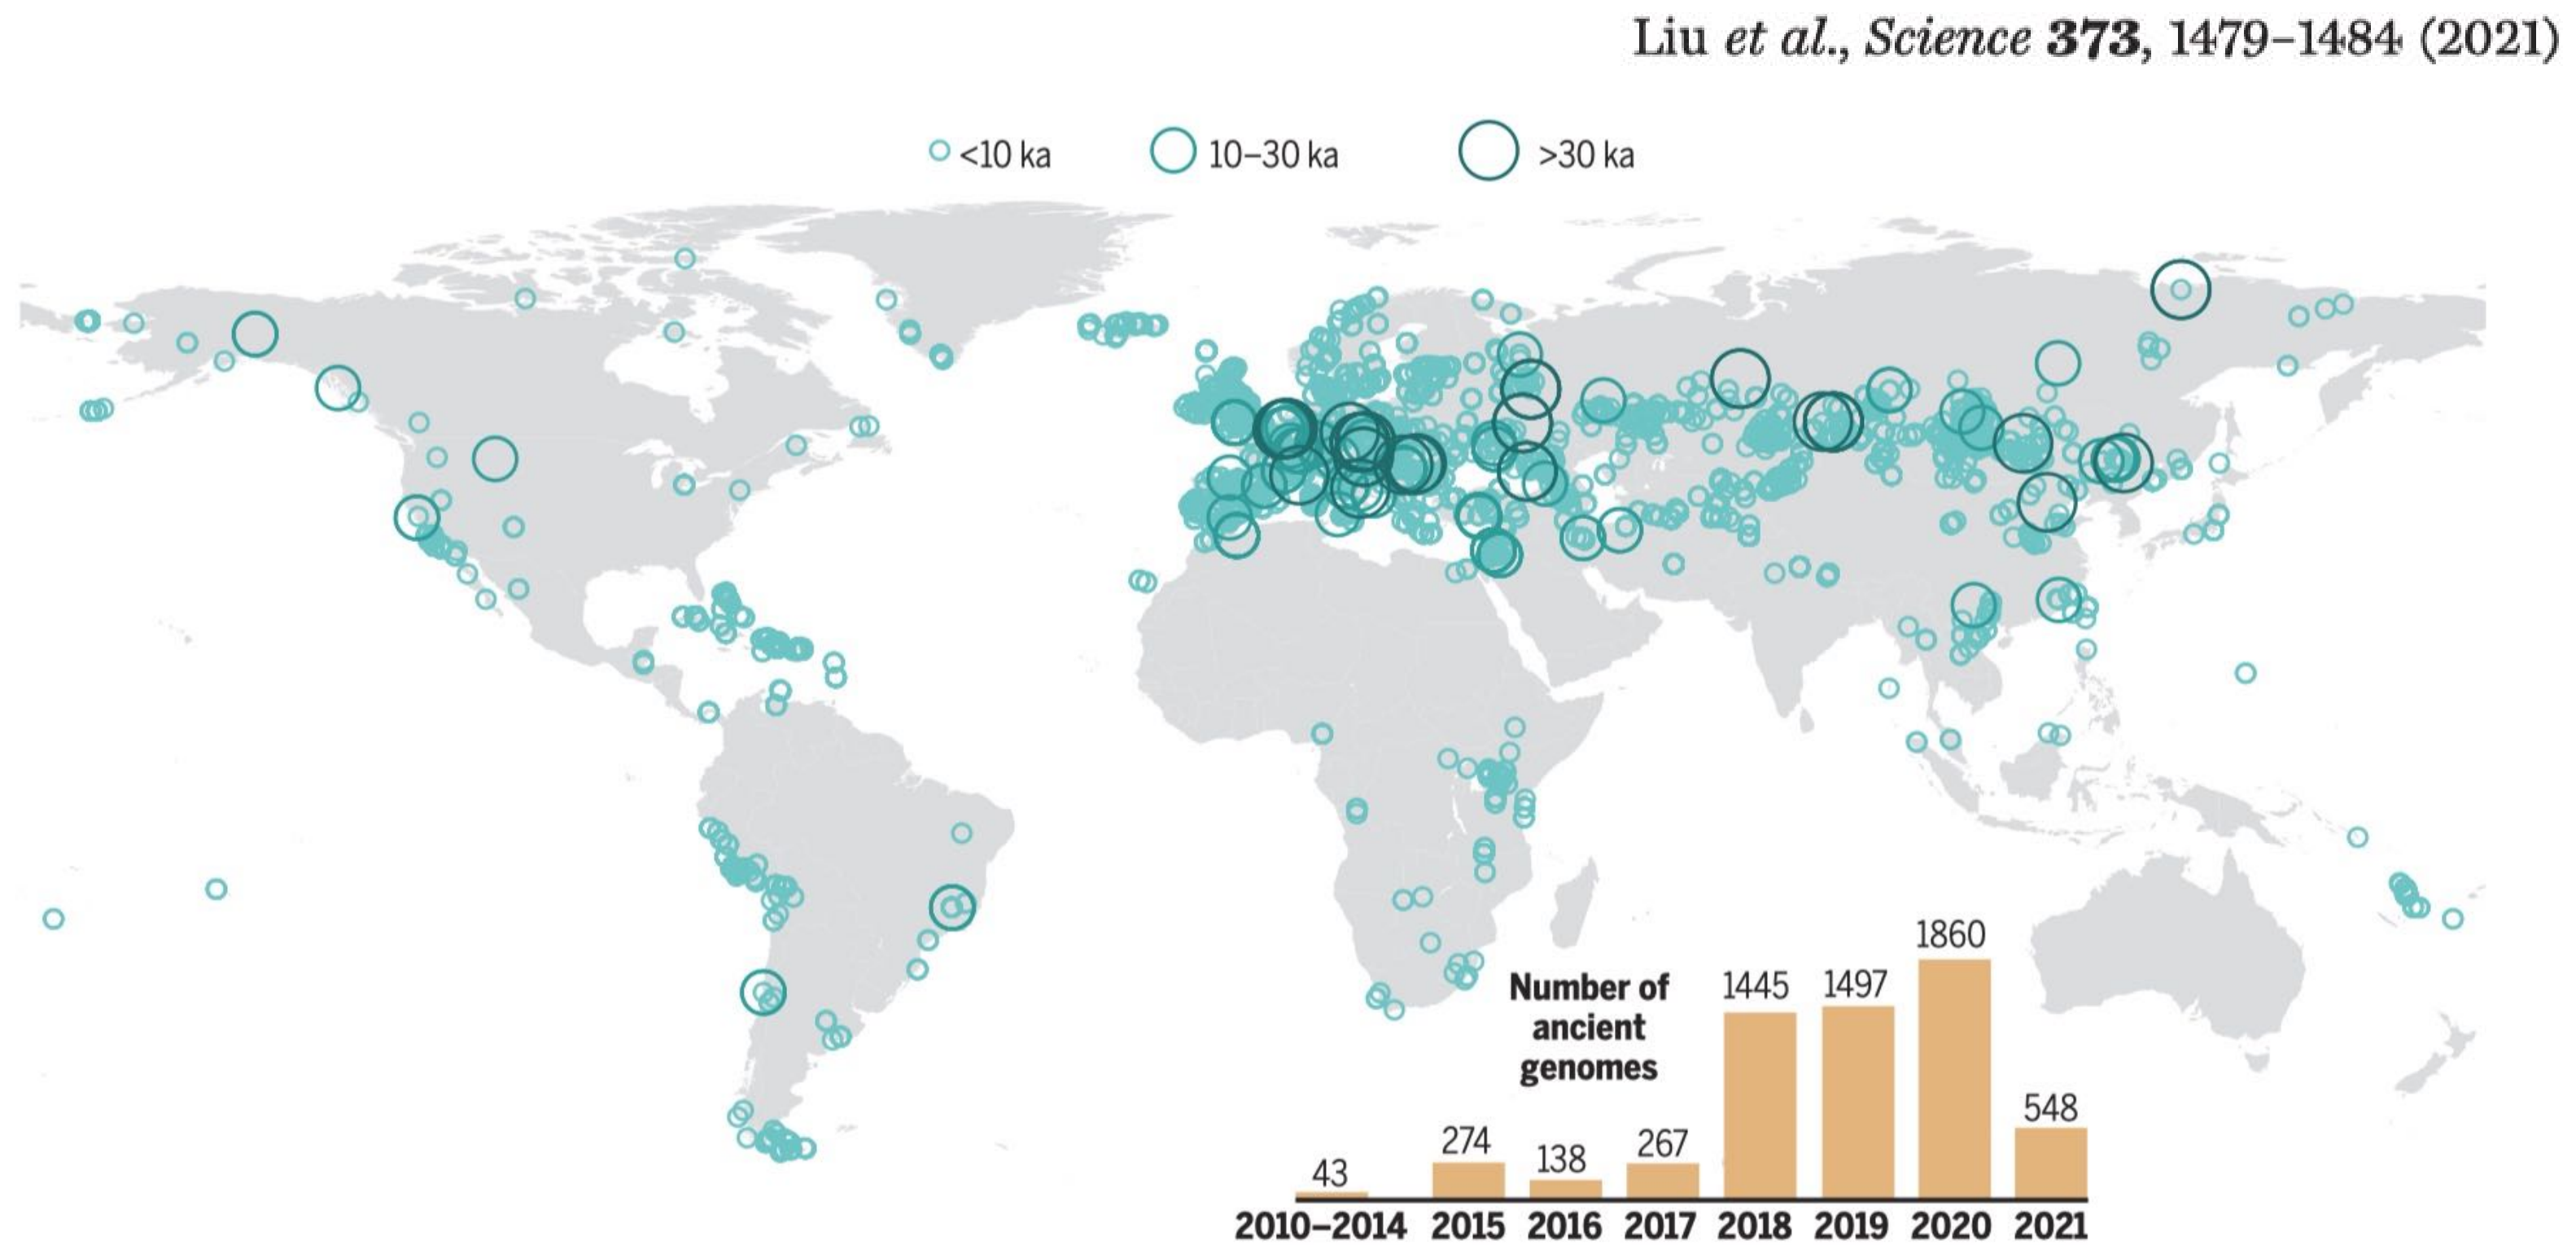 Liu et al., Science 373, 1479–1484 (2021)
<10 ka 10–30 ka >30 ka
1860
Number of
ancient
genomes
1445 1497
548
274
267
138
43
2010–2014 2015 2016 2017 2018 2019 2020 2021